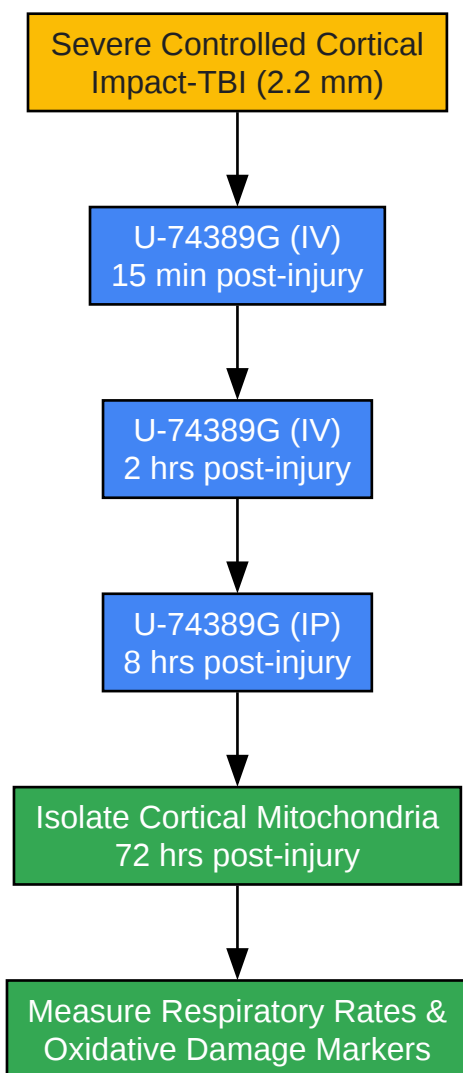 Severe Controlled Cortical
Impact-TBI (2.2 mm)
U-74389G (IV)
15 min post-injury
U-74389G (IV)
2 hrs post-injury
U-74389G (IP)
8 hrs post-injury
Isolate Cortical Mitochondria
72 hrs post-injury
Measure Respiratory Rates &
Oxidative Damage Markers